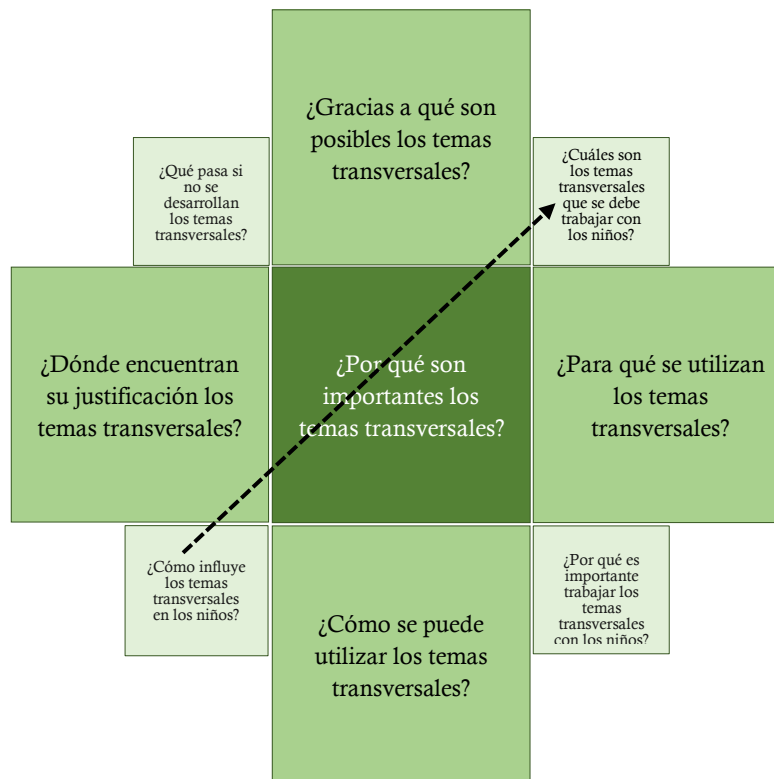 ¿Gracias a qué son
posibles los temas
transversales?
¿Qué pasa si
no se
desarrollan
los temas
transversales?
¿Cuáles son
los temas
transversales
que se debe
trabajar con
los niños?
¿Dónde encuentran
su justificación los
temas transversales?
¿Por qué son
importantes los
temas transversales?
¿Para qué se utilizan
los temas
transversales?
¿Cómo influye
los temas
transversales
en los niños?
¿Cómo se puede
utilizar los temas
transversales?
¿Por qué es
importante
trabajar los
temas
transversales
con los niños?